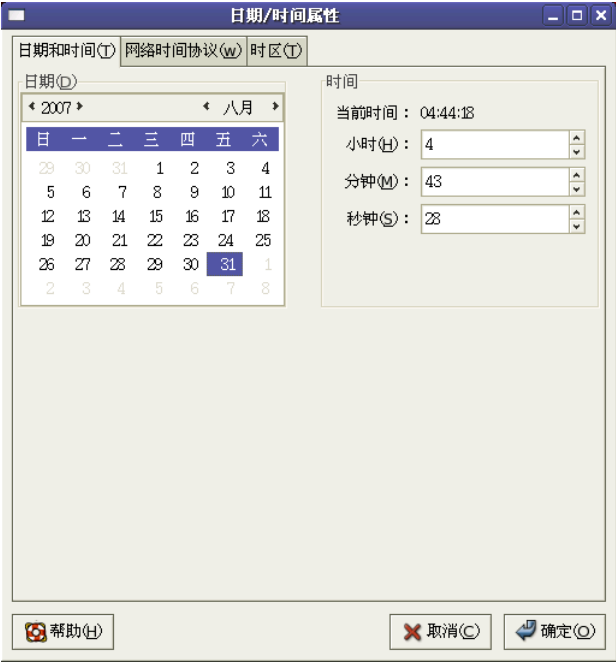 日期/时间属性
日期和时间(T) 网络时间协议(W) 时区(T)
日期(D)
2007 八月
日 一 二 三 四 五 六
29 30 31 1 2 3 4
5 6 7 8 9 10 11
12 13 14 15 16 17 18
19 20 21 22 23 24 25
26 27 28 29 30 31 1
2 3 4 5 6 7 8
时间
当前时间： 04:44:18
小时(H)： 4
分钟(M)： 43
秒钟(S)： 28
帮助(H) 取消(C) 确定(O)